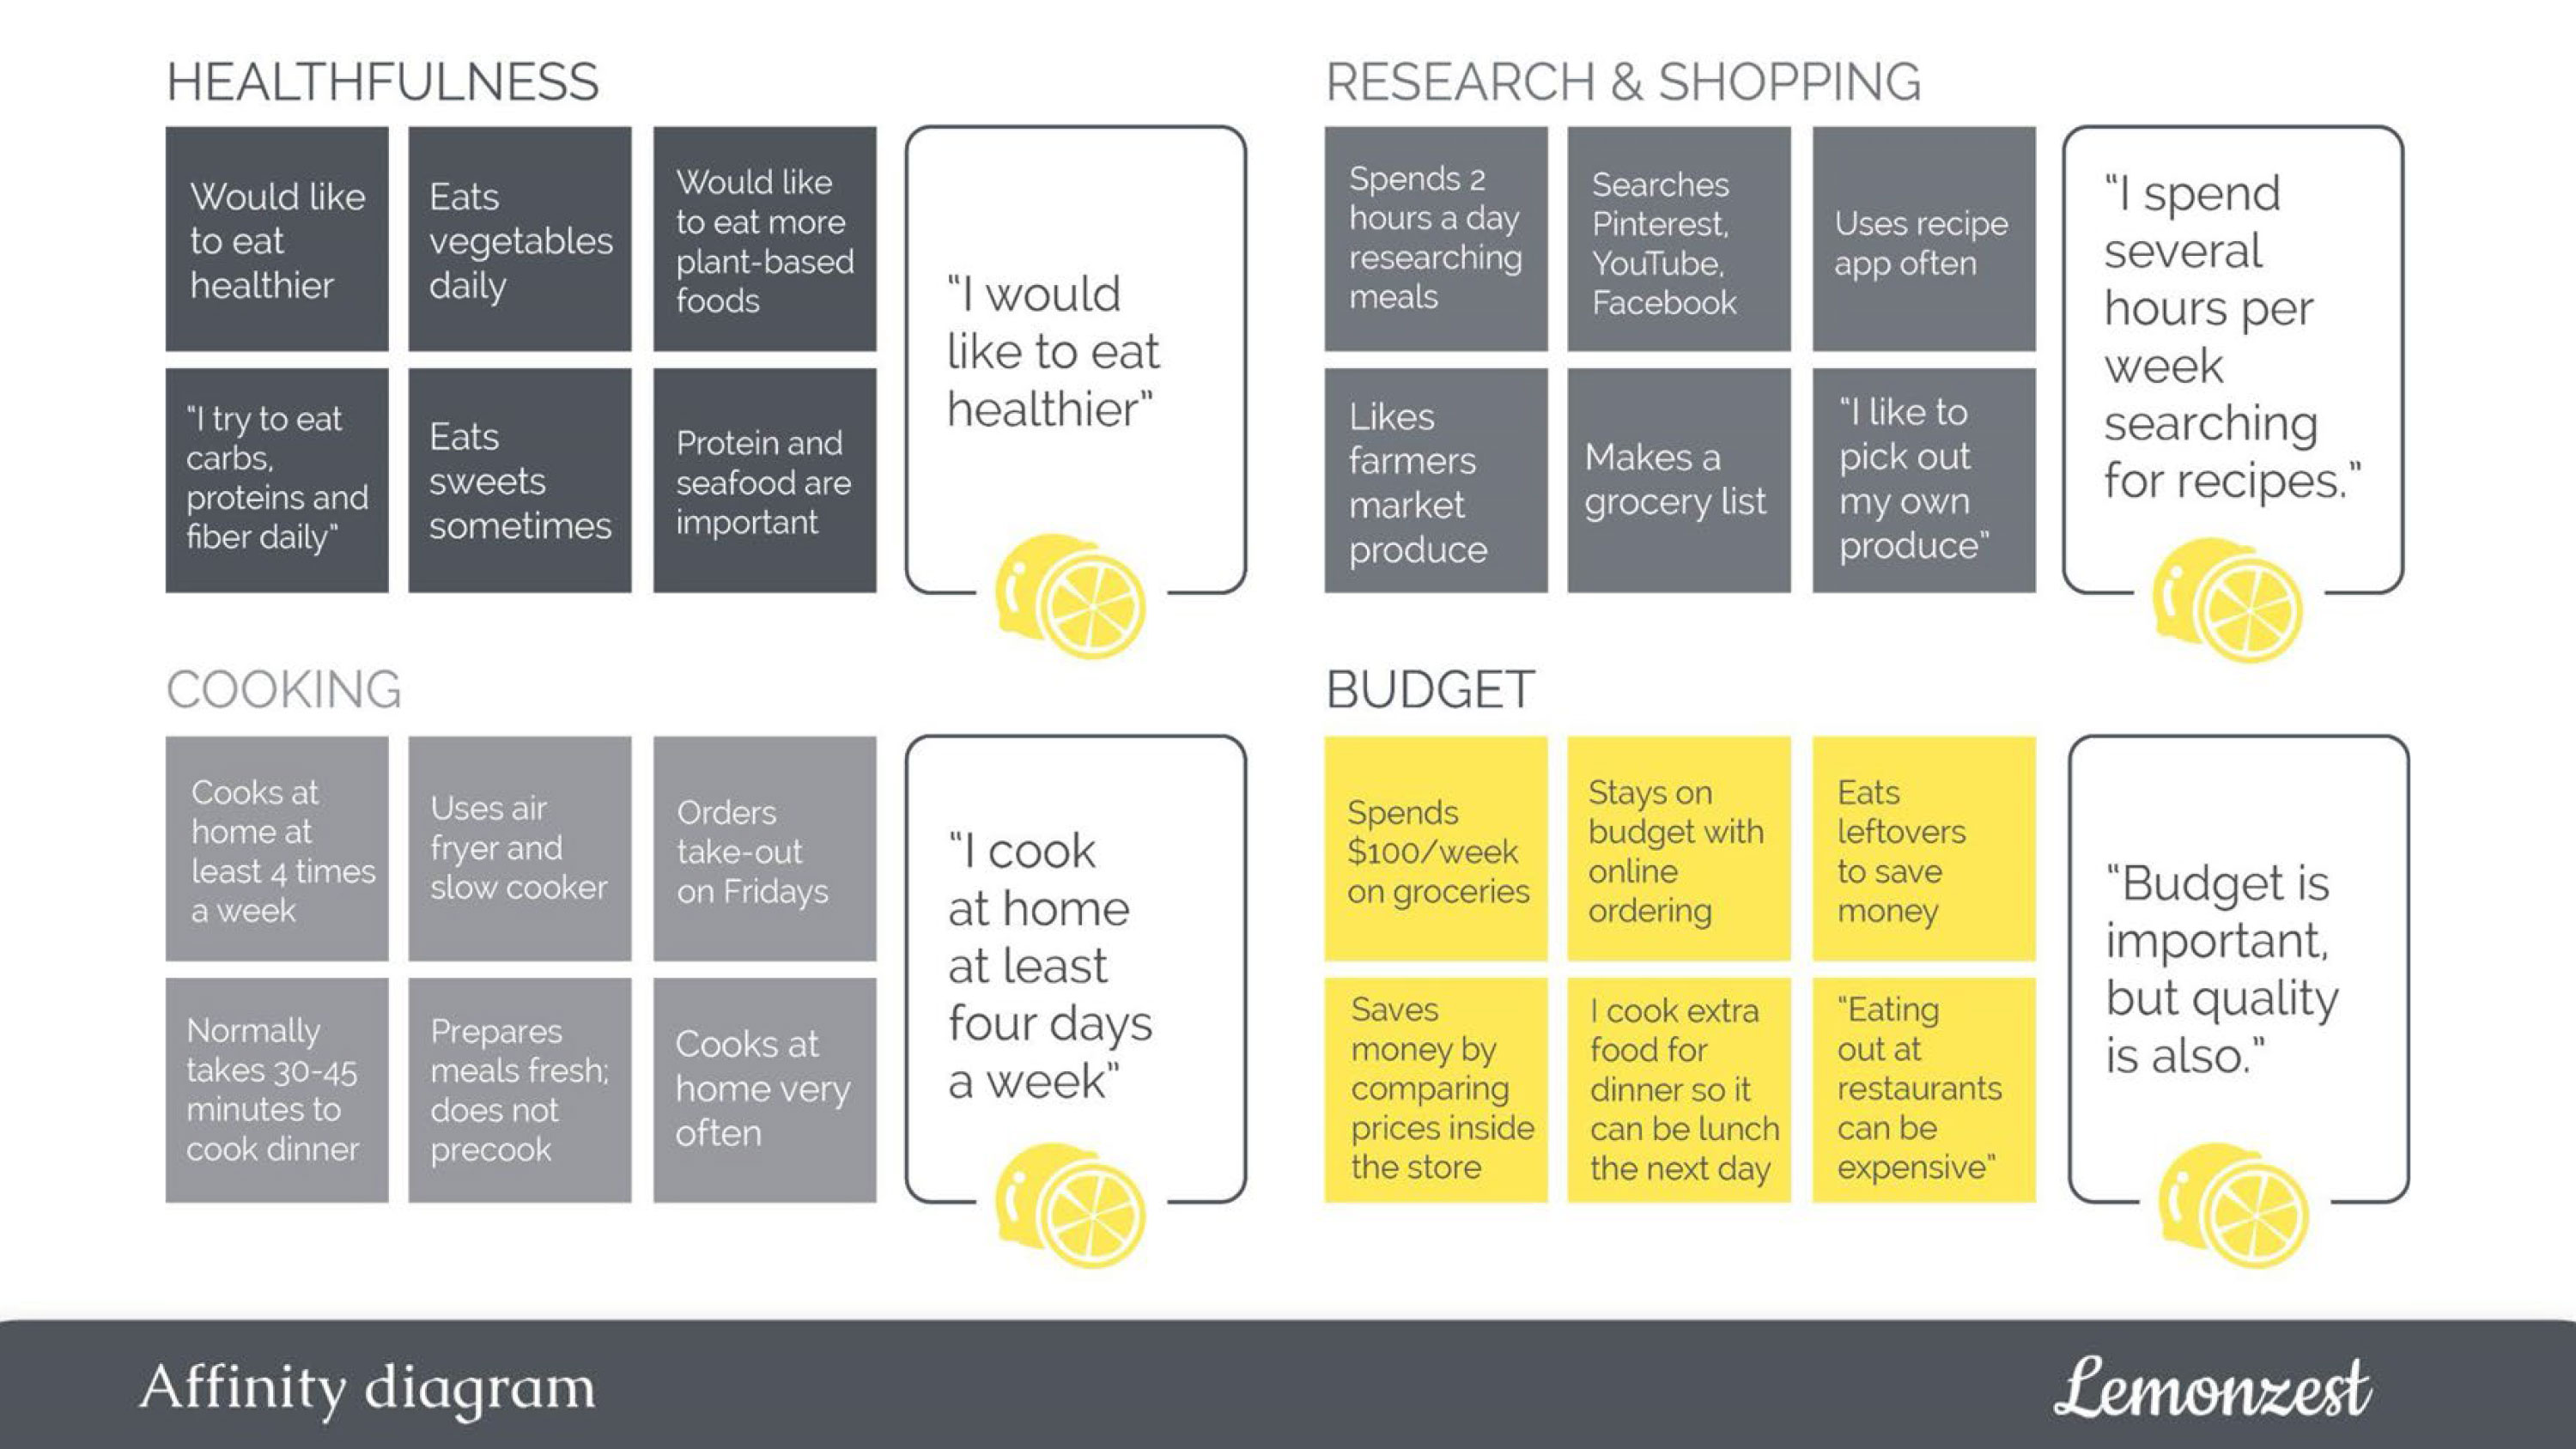 HEALTHFULNESS
Would like
to eat
healthier
Eats
vegetables
daily
Would like
to eat more
plant-based
foods
"I try to eat
carbs,
proteins and
fiber daily"
Eats
sweets
sometimes
Protein and
seafood are
important
"I would
like to eat
healthier"
RESEARCH & SHOPPING
Spends 2
hours a day
researching
meals
Searches
Pinterest,
YouTube,
Facebook
Uses recipe
app often
Likes
farmers
market
produce
Makes a
grocery list
"I like to
pick out
my own
produce"
"I spend
several
hours per
week
searching
for recipes."
COOKING
Cooks at
home at
least 4 times
a week
Uses air
fryer and
slow cooker
Orders
take-out
on Fridays
Normally
takes 30-45
minutes to
cook dinner
Prepares
meals fresh;
does not
precook
Cooks at
home very
often
"I cook
at home
at least
four days
a week"
BUDGET
Spends
$100/week
on groceries
Stays on
budget with
online
ordering
Eats
leftovers
to save
money
Saves
money by
comparing
prices inside
the store
I cook extra
food for
dinner so it
can be lunch
the next day
"Eating
out at
restaurants
can be
expensive"
"Budget is
important,
but quality
is also."
Affinity diagram
Lemonzest